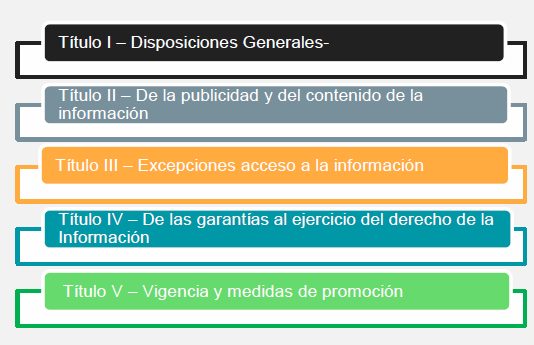 Título I – Disposiciones Generales-
Título II – De la publicidad y del contenido de la
información
Título III – Excepciones acceso a la información
Título IV – De las garantías al ejercicio del derecho de la
Información
Título V – Vigencia y medidas de promoción